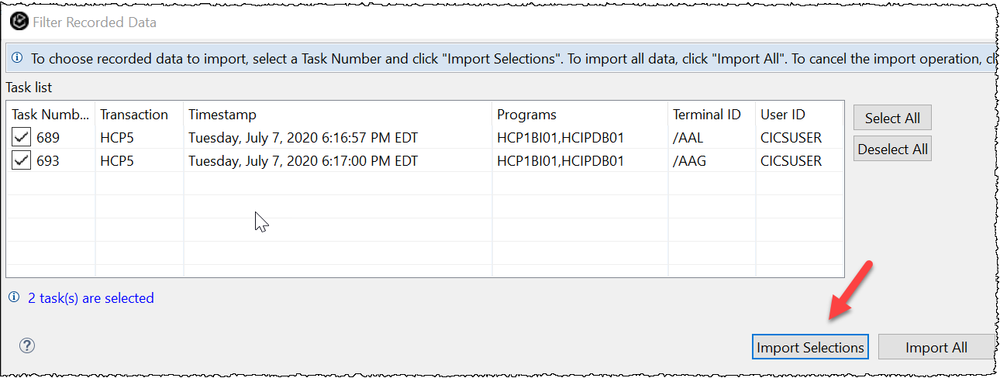 Filter Recorded Data
To choose recorded data to import, select a Task Number and click "Import Selections". To import all data, click "Import All". To cancel the import operation,
Task list
Task Numb... Transaction Timestamp Programs Terminal ID User ID
689 HCP5 Tuesday, July 7, 2020 6:16:57 PM EDT HCP1BI01,HCIPDB01 /AAL CICSUSER
693 HCP5 Tuesday, July 7, 2020 6:17:00 PM EDT HCP1BI01,HCIPDB01 /AAG CICSUSER
Select All
Deselect All
2 task(s) are selected
Import Selections Import All